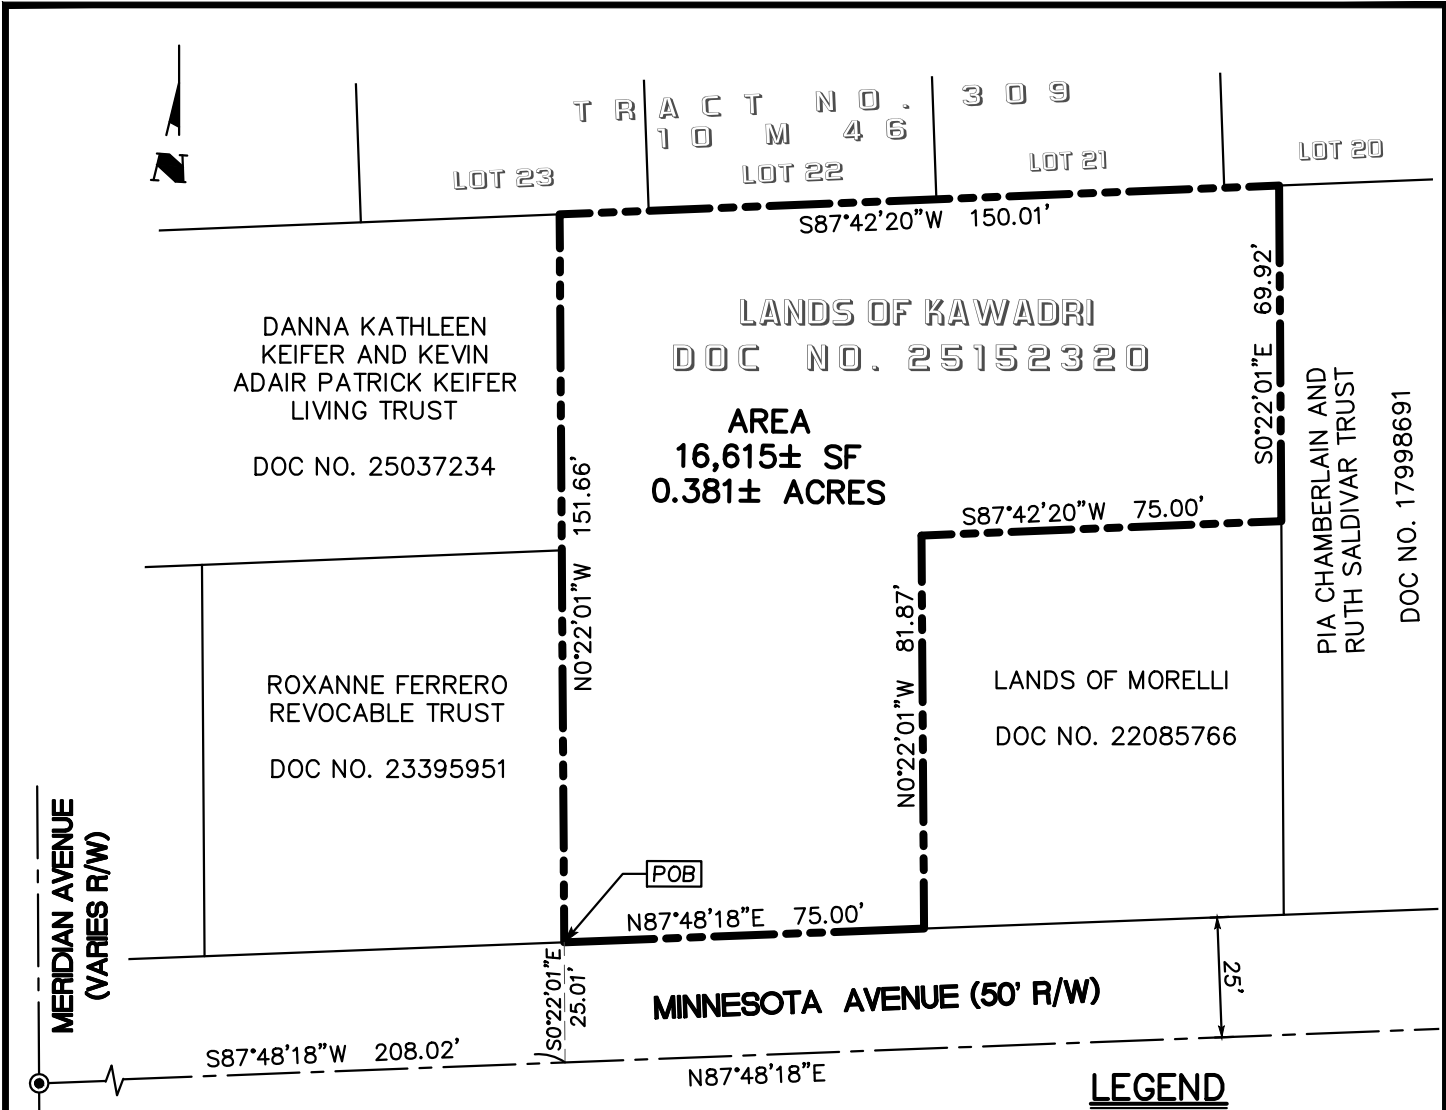 N
TRACT NO. 309
10 M 46
LOT 23
LOT 22
LOT 21
LOT 20
S87°42'20"W 150.01'
S0°22'01"E 69.92'
LANDS OF KAWADRI
DOC NO. 25152320
DANNA KATHLEEN
KEIFER AND KEVIN
ADAIR PATRICK KEIFER
LIVING TRUST
DOC NO. 25037234
AREA
16,615± SF
0.381± ACRES
N0°22'01"W 151.66'
S87°42'20"W 75.00'
PIA CHAMBERLAIN AND
RUTH SALDIVAR TRUST
DOC NO. 17998691
N0°22'01"W 81.87'
ROXANNE FERRERO
REVOCABLE TRUST
DOC NO. 23395951
LANDS OF MORELLI
DOC NO. 22085766
POB
N87°48'18"E 75.00'
MERIDIAN AVENUE
(VARIES R/W)
S0°22'01"E
25.01'
MINNESOTA AVENUE (50' R/W)
25'
S87°48'18"W 208.02'
N87°48'18"E
LEGEND